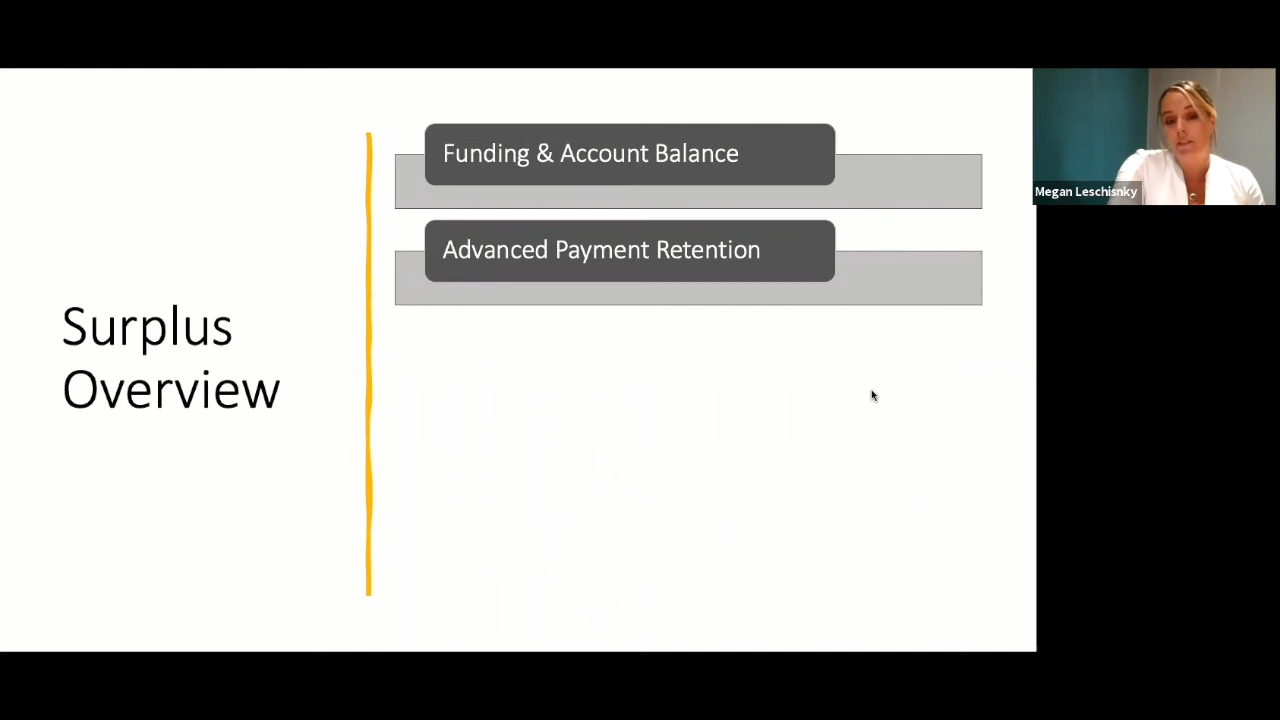 Surplus
Overview
Funding & Account Balance
Advanced Payment Retention
Megan Leschisnky